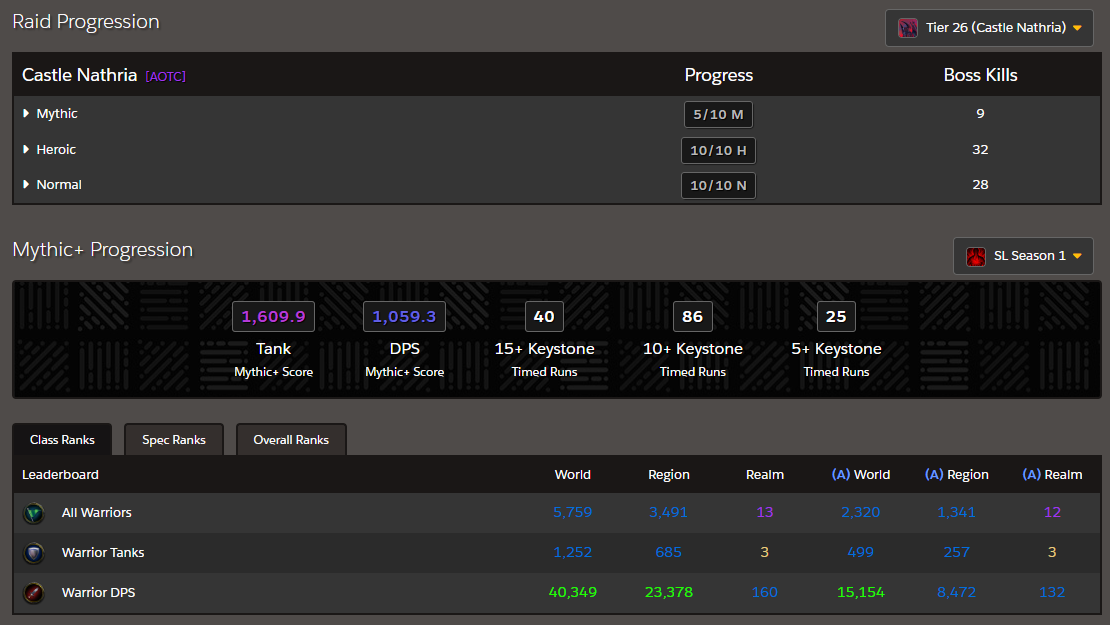 Raid Progression
Tier 26 (Castle Nathria)
Castle Nathria [AOTC] Progress Boss Kills
Mythic 5/10 M 9
Heroic 10/10 H 32
Normal 10/10 N 28
Mythic+ Progression
SL Season 1
1,609.9 1,059.3 40 86 25
Tank DPS 15+ Keystone 10+ Keystone 5+ Keystone
Mythic+ Score Mythic+ Score Timed Runs Timed Runs Timed Runs
Class Ranks Spec Ranks Overall Ranks
Leaderboard World Region Realm (A) World (A) Region (A) Realm
All Warriors 5,759 3,491 13 2,320 1,341 12
Warrior Tanks 1,252 685 3 499 257 3
Warrior DPS 40,349 23,378 160 15,154 8,472 132